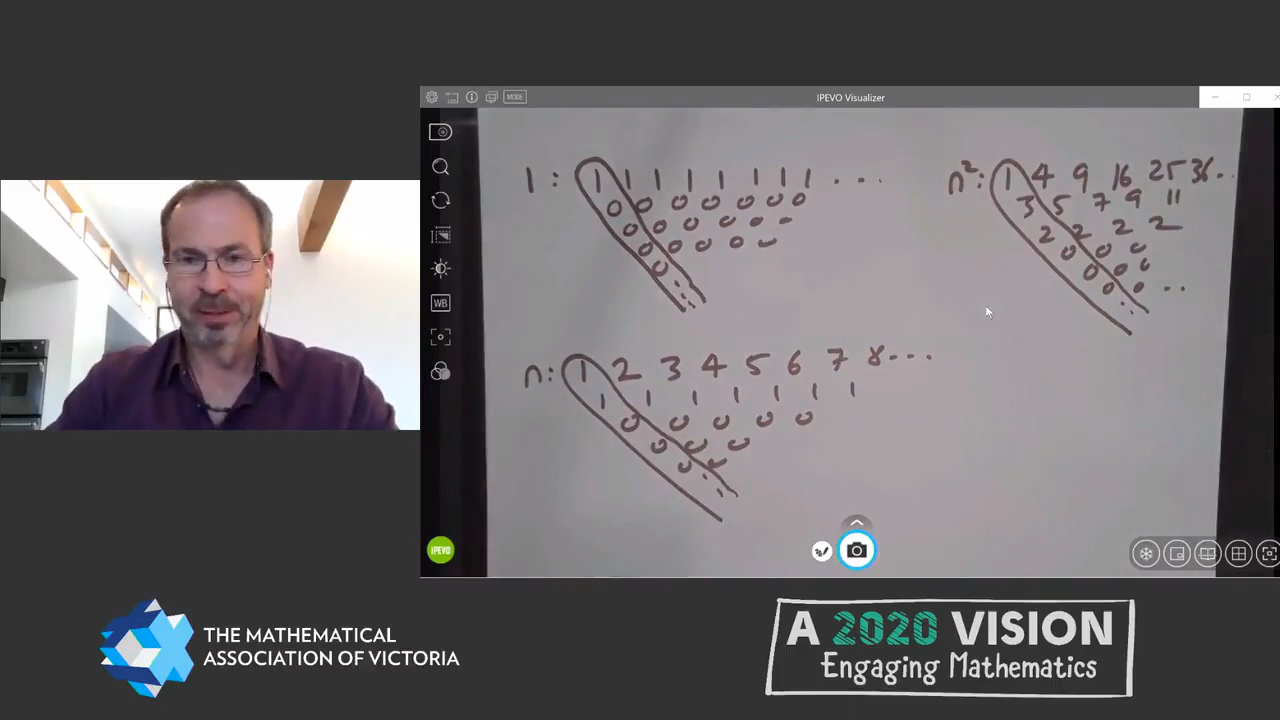 IPEVO Visualizer
MODE
WB
1: 1 1 1 1 1 1 1 1 . . .
0 0 0 0 0 0 0
0 0 0 0 0 0
0 0 0 0 0
0
n²: 1 4 9 16 25 36 . .
3 5 7 9 11
2 2 2 2
0 0 0
0 0 0
0 0 . .
n: 1 2 3 4 5 6 7 8 . . .
1 1 1 1 1 1 1
0 0 0 0 0
0 0 0
0 0
IPEVO
THE MATHEMATICAL
ASSOCIATION OF VICTORIA
A 2020 VISION
Engaging Mathematics